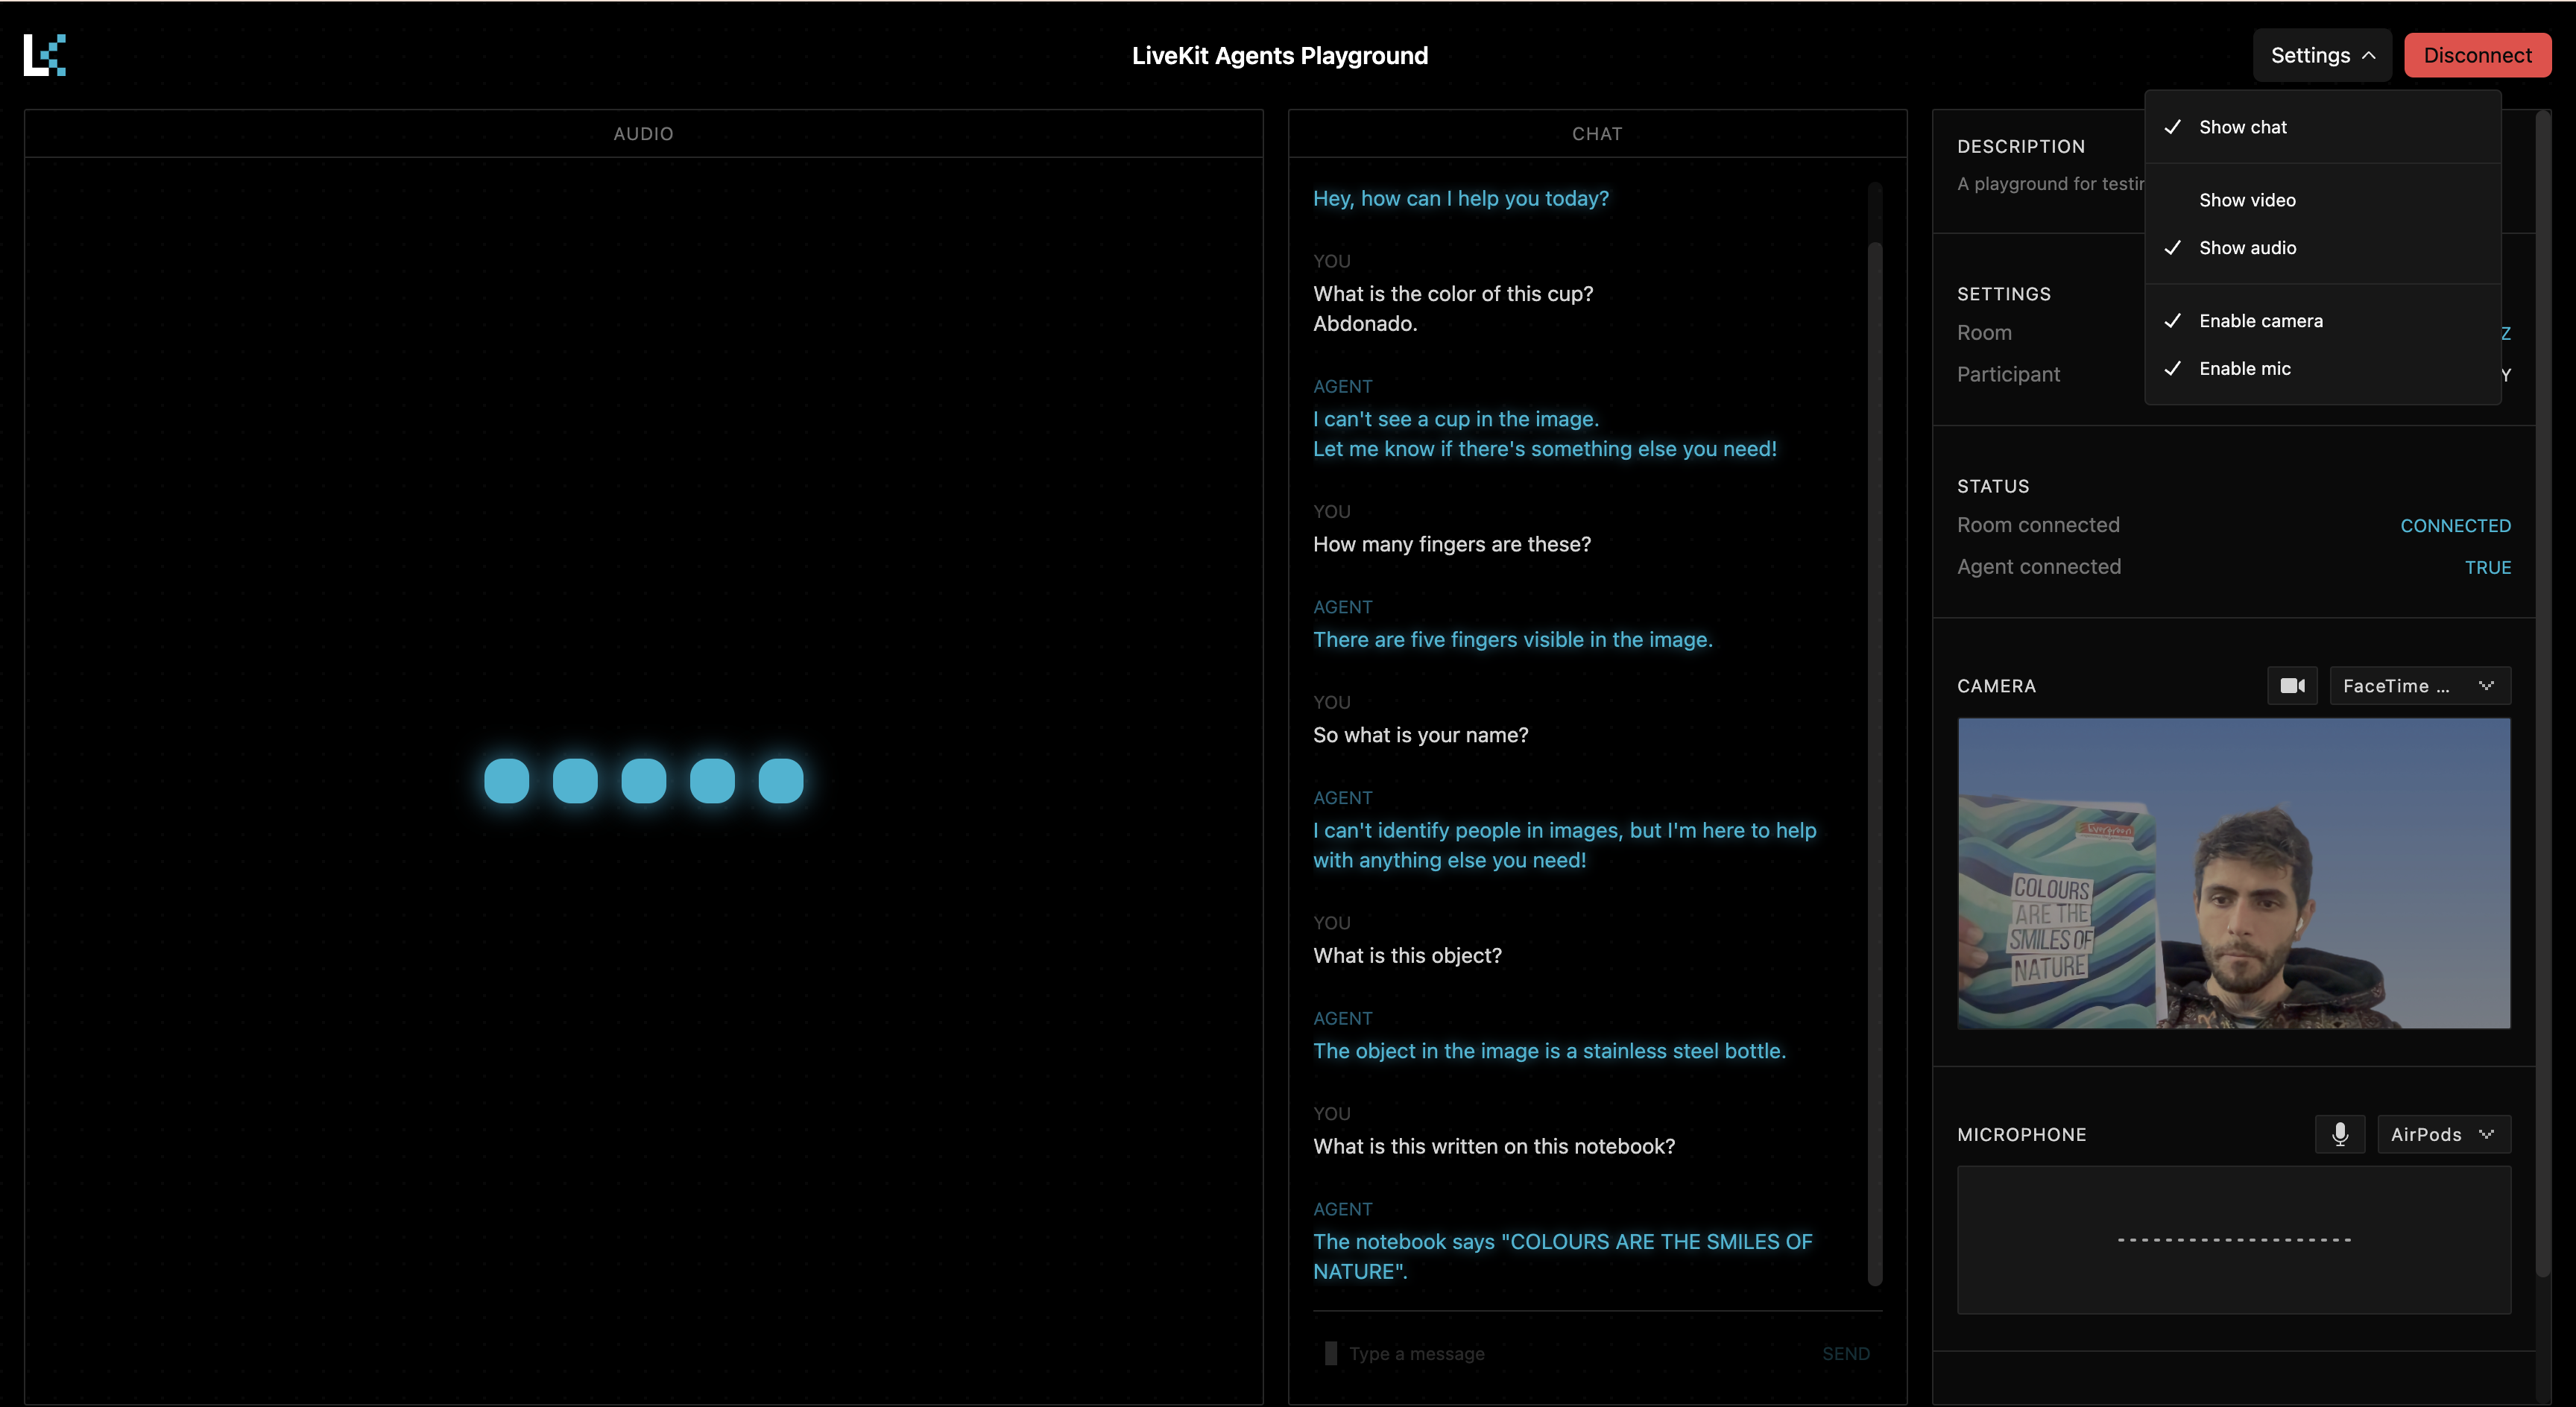 LiveKit Agents Playground
Settings
Disconnect
AUDIO
CHAT
Hey, how can I help you today?
YOU
What is the color of this cup?
Abdonado.
AGENT
I can't see a cup in the image.
Let me know if there's something else you need!
YOU
How many fingers are these?
AGENT
There are five fingers visible in the image.
YOU
So what is your name?
AGENT
I can't identify people in images, but I'm here to help
with anything else you need!
YOU
What is this object?
AGENT
The object in the image is a stainless steel bottle.
YOU
What is this written on this notebook?
AGENT
The notebook says "COLOURS ARE THE SMILES OF
NATURE".
Type a message
SEND
Show chat
Show video
Show audio
Enable camera
Enable mic
DESCRIPTION
A playground for
SETTINGS
Room
Z
Participant
Y
STATUS
Room connected
CONNECTED
Agent connected
TRUE
CAMERA
FaceTime ...
Evergreen
COLOURS
ARE THE
SMILES OF
NATURE
MICROPHONE
AirPods